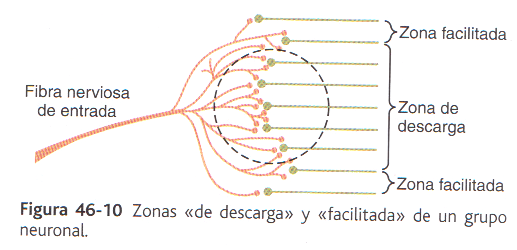 Zona facilitada
Fibra nerviosa
de entrada
Zona de
descarga
Zona facilitada
Figura 46-10 Zonas «de descarga» y «facilitada» de un grupo
neuronal.